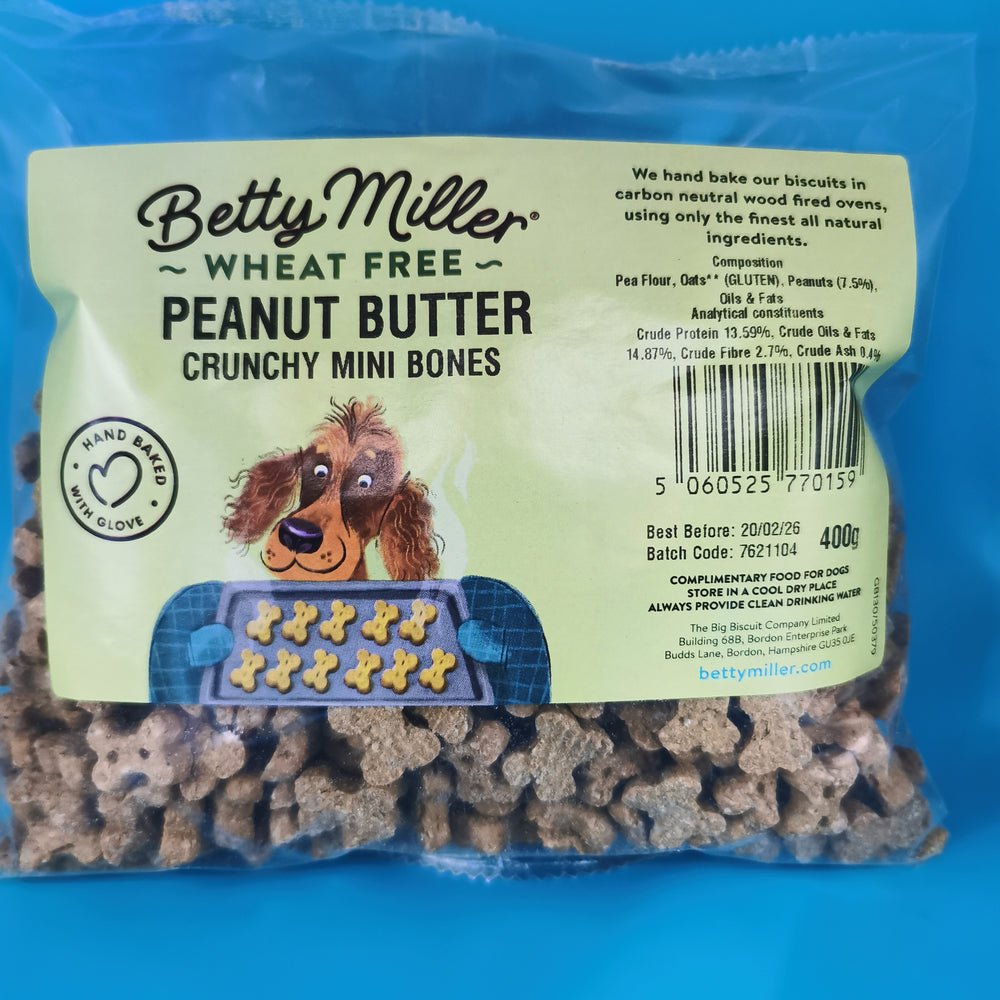 Betty Miller®
~ WHEAT FREE ~
PEANUT BUTTER
CRUNCHY MINI BONES
HAND BAKED
WITH GLOVE
We hand bake our biscuits in
carbon neutral wood fired ovens,
using only the finest all natural
ingredients.
Composition
Pea Flour, Oats** (GLUTEN), Peanuts (7.5%),
Oils & Fats
Analytical constituents
Crude Protein 13.59%, Crude Oils & Fats
14.87%, Crude Fibre 2.7%, Crude Ash 0.4%
5 060525 770159
Best Before: 20/02/26
Batch Code: 7621104
400g
COMPLIMENTARY FOOD FOR DOGS
STORE IN A COOL DRY PLACE
ALWAYS PROVIDE CLEAN DRINKING WATER
The Big Biscuit Company Limited
Building 68B, Bordon Enterprise Park
Budds Lane, Bordon, Hampshire GU35 0JE
bettymiller.com
GB130/50379